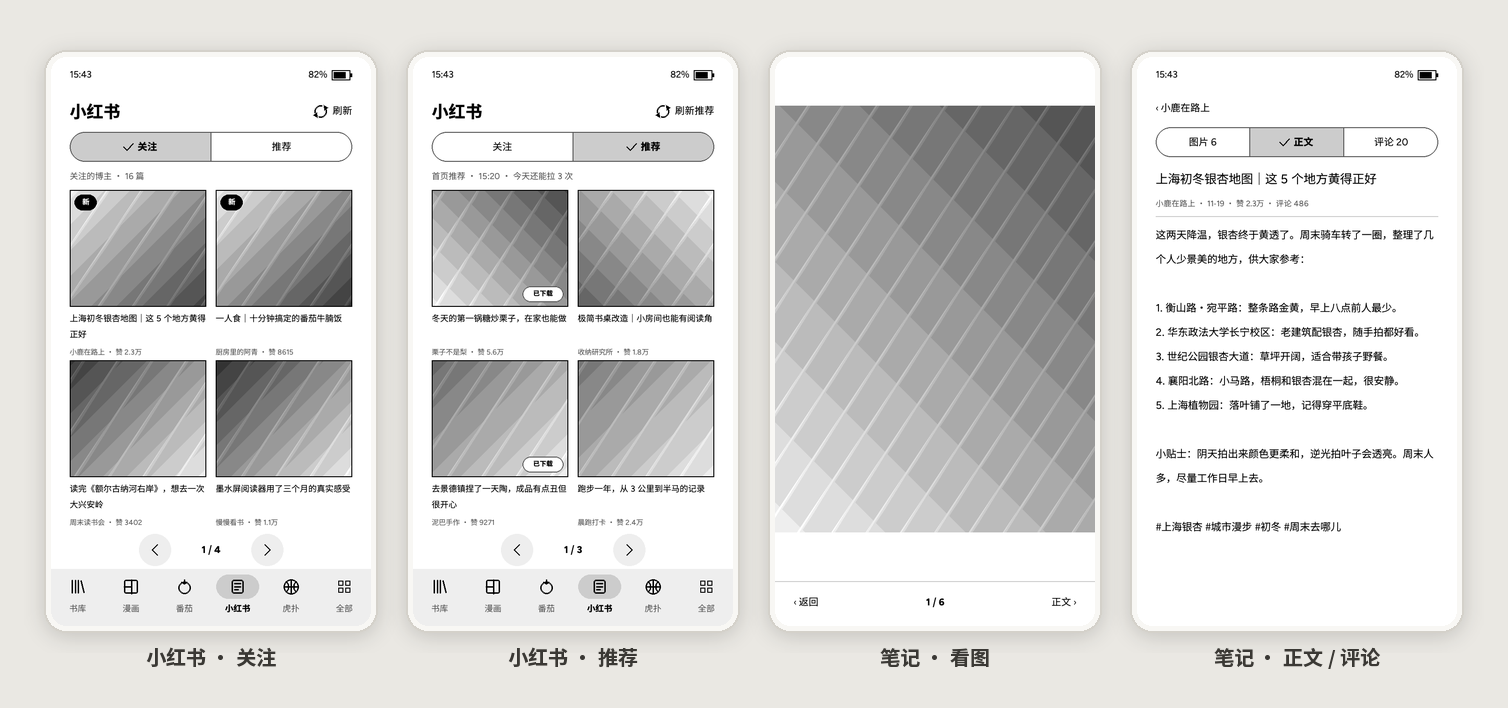 15:43
82%
小红书
刷新
关注
推荐
关注的博主 · 16 篇
新
新
上海初冬银杏地图｜这 5 个地方黄得正好
小鹿在路上 · 赞 2.3万
一人食｜十分钟搞定的番茄牛腩饭
厨房里的阿青 · 赞 8615
读完《额尔古纳河右岸》，想去一次大兴安岭
周末读书会 · 赞 3402
墨水屏阅读器用了三个月的真实感受
慢慢看书 · 赞 1.1万
1 / 4
书库
漫画
番茄
小红书
虎扑
全部
小红书 · 关注
15:43
82%
小红书
刷新推荐
关注
推荐
首页推荐 · 15:20 · 今天还能拉 3 次
已下载
冬天的第一锅糖炒栗子，在家也能做
栗子不是梨 · 赞 5.6万
极简书桌改造｜小房间也能有阅读角
收纳研究所 · 赞 1.8万
已下载
去景德镇捏了一天陶，成品有点丑但很开心
泥巴手作 · 赞 9271
跑步一年，从 3 公里到半马的记录
晨跑打卡 · 赞 2.4万
1 / 3
书库
漫画
番茄
小红书
虎扑
全部
小红书 · 推荐
‹ 返回
1 / 6
正文 ›
笔记 · 看图
15:43
82%
‹ 小鹿在路上
图片 6
正文
评论 20
上海初冬银杏地图｜这 5 个地方黄得正好
小鹿在路上 · 11-19 · 赞 2.3万 · 评论 486
这两天降温，银杏终于黄透了。周末骑车转了一圈，整理了几
个人少景美的地方，供大家参考：
1. 衡山路・宛平路：整条路金黄，早上八点前人最少。
2. 华东政法大学长宁校区：老建筑配银杏，随手拍都好看。
3. 世纪公园银杏大道：草坪开阔，适合带孩子野餐。
4. 襄阳北路：小马路，梧桐和银杏混在一起，很安静。
5. 上海植物园：落叶铺了一地，记得穿平底鞋。
小贴士：阴天拍出来颜色更柔和，逆光拍叶子会透亮。周末人
多，尽量工作日早上去。
#上海银杏 #城市漫步 #初冬 #周末去哪儿
笔记 · 正文 / 评论